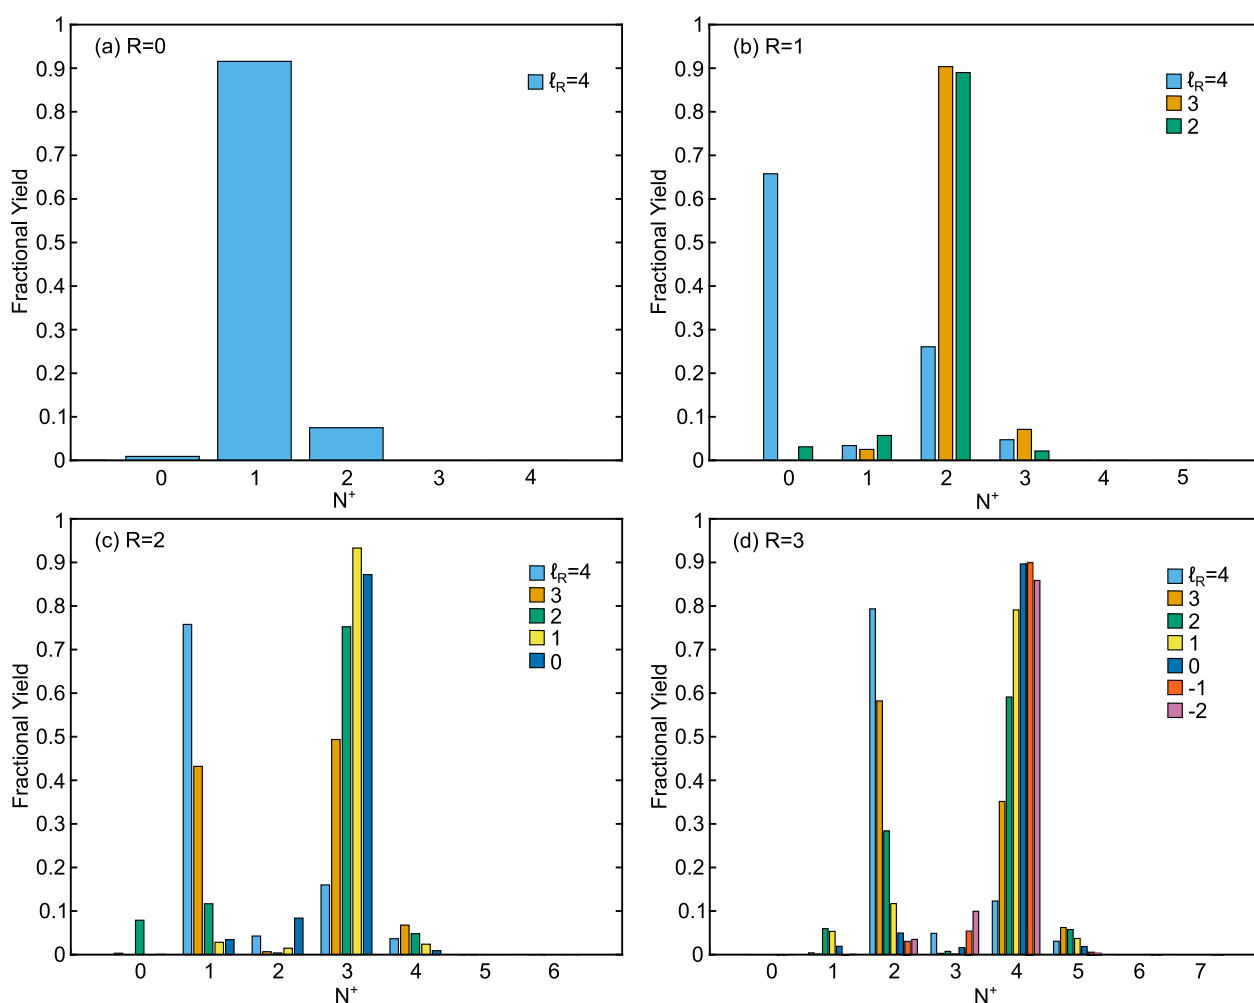 (a) R=0
ℓR=4
Fractional Yield
1
0.9
0.8
0.7
0.6
0.5
0.4
0.3
0.2
0.1
0
0 1 2 3 4
N+
(b) R=1
ℓR=4
3
2
Fractional Yield
1
0.9
0.8
0.7
0.6
0.5
0.4
0.3
0.2
0.1
0
0 1 2 3 4 5
N+
(c) R=2
ℓR=4
3
2
1
0
Fractional Yield
1
0.9
0.8
0.7
0.6
0.5
0.4
0.3
0.2
0.1
0
0 1 2 3 4 5 6
N+
(d) R=3
ℓR=4
3
2
1
0
-1
-2
Fractional Yield
1
0.9
0.8
0.7
0.6
0.5
0.4
0.3
0.2
0.1
0
0 1 2 3 4 5 6 7
N+